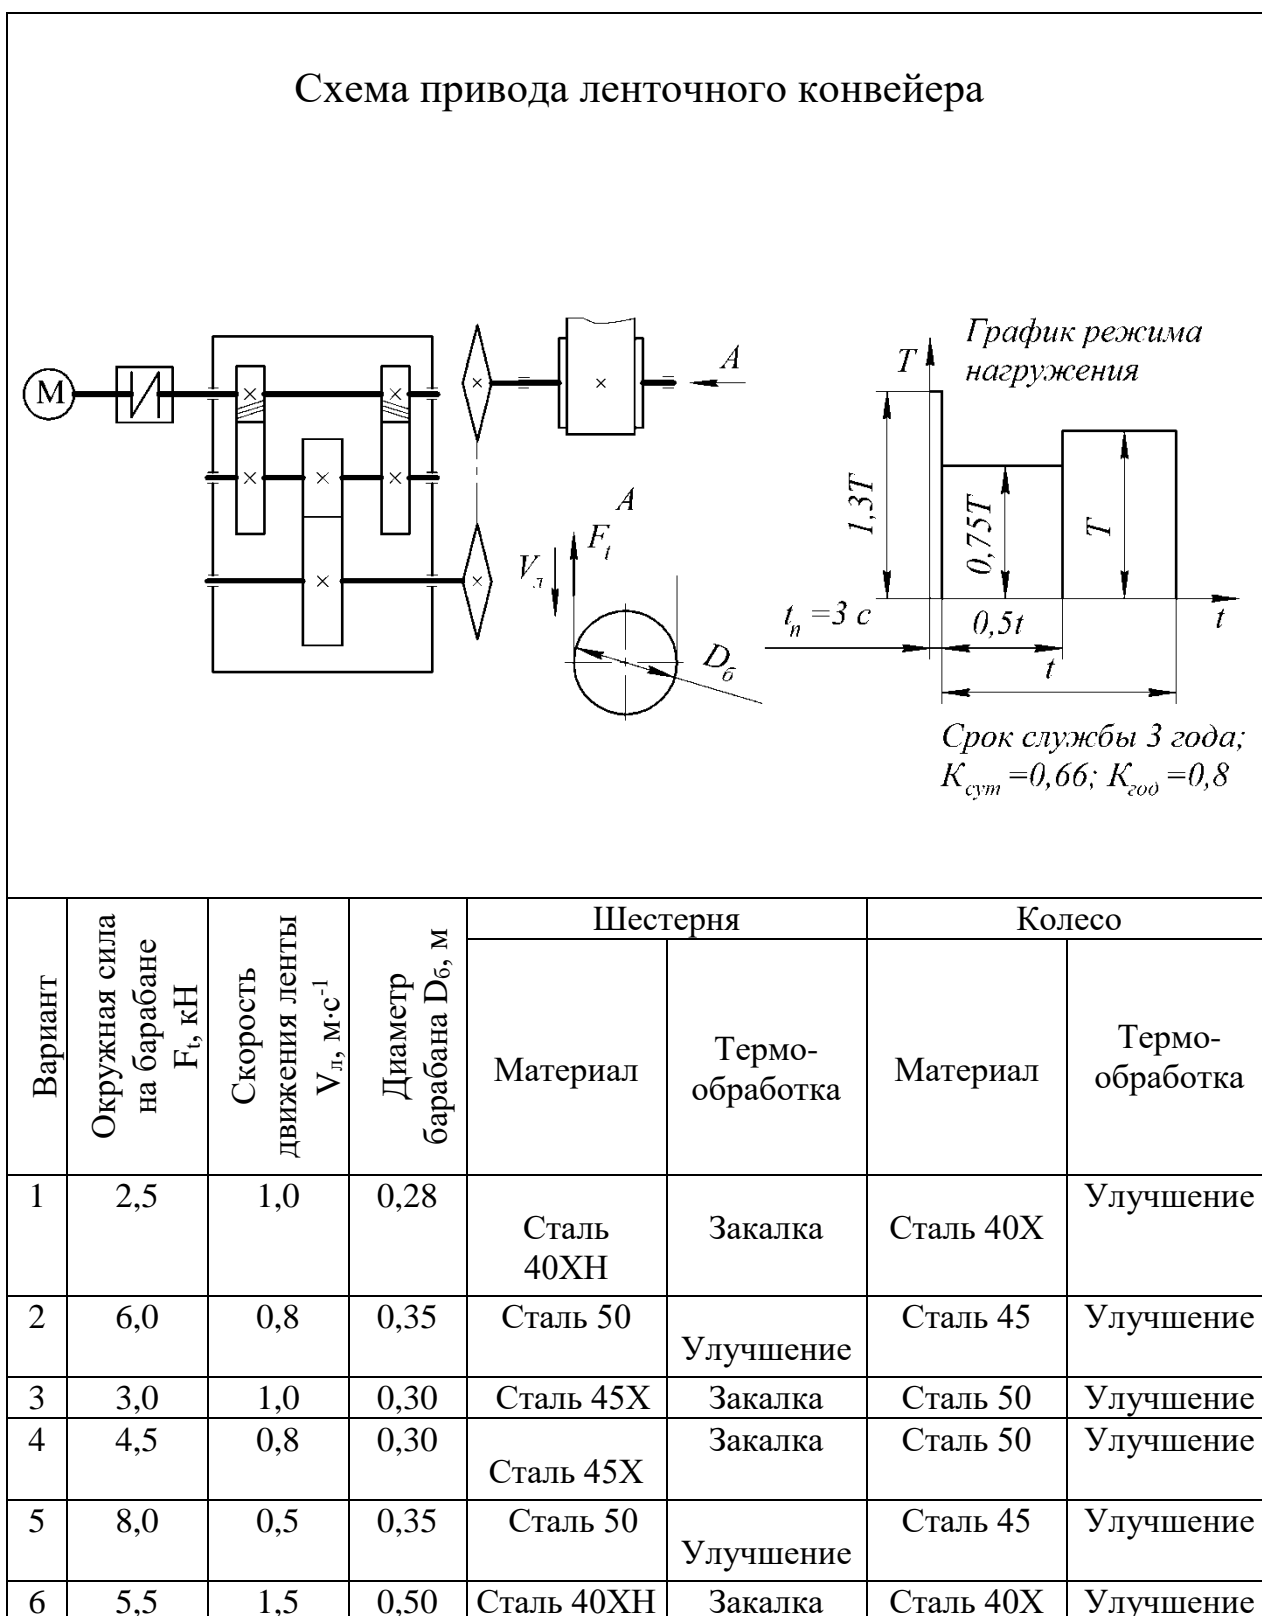 Схема привода ленточного конвейера
График режима
нагружения
М
T
A
1,3T
0,75T
T
A
F_t
V_л
D_б
t_п =3 с
0,5t
t
t
Срок службы 3 года;
К_сут =0,66; К_год =0,8
Вариант
Окружная сила
на барабане
F_t, кН
Скорость
движения ленты
V_л, м·с^-1
Диаметр
барабана D_б, м
Шестерня
Колесо
Материал
Термо-
обработка
Материал
Термо-
обработка
1 2,5 1,0 0,28 Улучшение
Сталь Закалка Сталь 40Х
40ХН
2 6,0 0,8 0,35 Сталь 50 Сталь 45 Улучшение
Улучшение
3 3,0 1,0 0,30 Сталь 45Х Закалка Сталь 50 Улучшение
4 4,5 0,8 0,30 Закалка Сталь 50 Улучшение
Сталь 45Х
5 8,0 0,5 0,35 Сталь 50 Сталь 45 Улучшение
Улучшение
6 5,5 1,5 0,50 Сталь 40ХН Закалка Сталь 40Х Улучшение